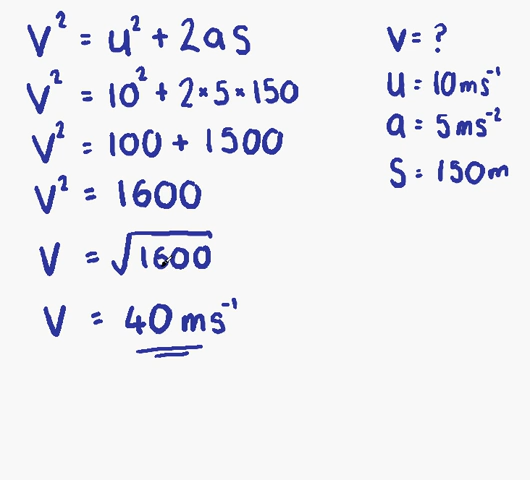 V² = u² + 2as
V² = 10² + 2×5×150
V² = 100 + 1500
V² = 1600
V = √1600
V = 40 ms⁻¹
V = ?
U = 10ms⁻¹
a = 5ms⁻²
S = 150m